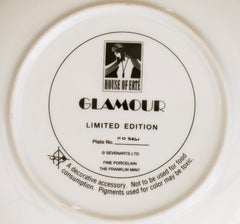 HOUSE OF ERTÉ
GLAMOUR
LIMITED EDITION
Plate No.
© SEVENARTS LTD
FINE PORCELAIN
THE FRANKLIN MINT
A decorative accessory. Not to be used for food
consumption. Pigments used for color may be toxic.